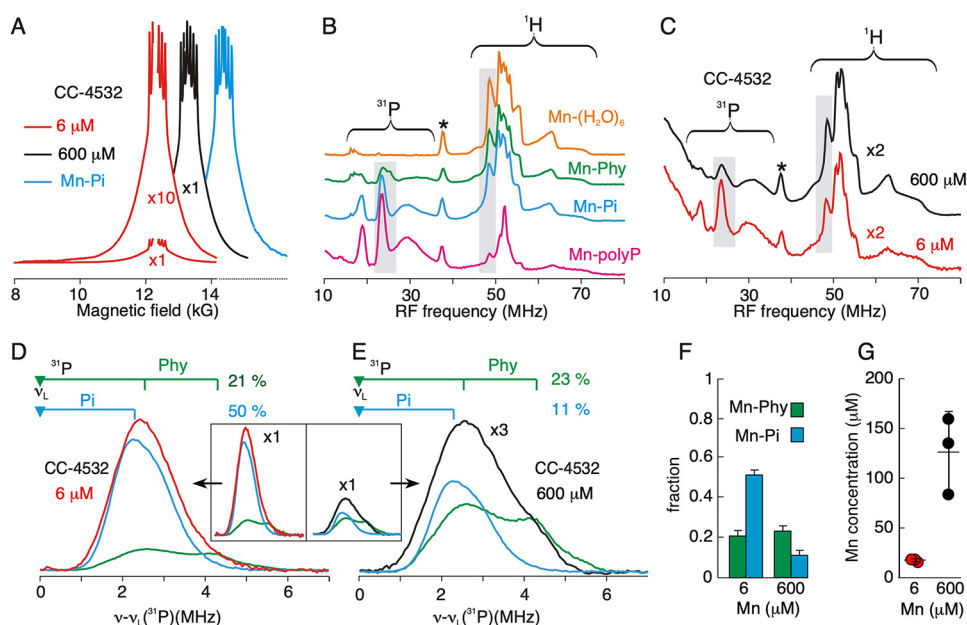 A
CC-4532
6 µM
600 µM
Mn-Pi
x10
x1
x1
8 10 12 14
Magnetic field (kG)
B
¹H
³¹P
*
Mn-(H₂O)₆
Mn-Phy
Mn-Pi
Mn-polyP
10 30 50 70
RF frequency (MHz)
C
¹H
CC-4532
³¹P
*
x2
600 µM
x2
6 µM
10 30 50 70
RF frequency (MHz)
D
³¹P
Phy
21 %
νL
Pi
50 %
CC-4532
6 µM
x1
0 2 4 6
ν-νL(³¹P)(MHz)
E
³¹P
Phy
23 %
Pi
11 %
x3
x1
CC-4532
600 µM
0 2 4 6
ν-νL(³¹P)(MHz)
F
1
0.8
0.6
0.4
0.2
0
fraction
Mn-Phy
Mn-Pi
6 600
Mn (µM)
G
200
150
100
50
0
Mn concentration (µM)
6 600
Mn (µM)